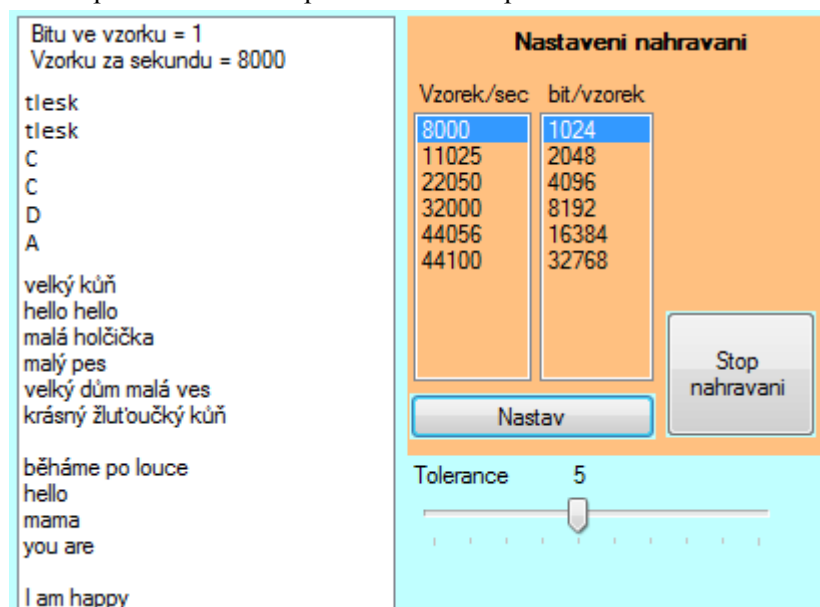 Bitu ve vzorku = 1
Vzorku za sekundu = 8000
tlesk
tlesk
C
C
D
A
velký kůň
hello hello
malá holčička
malý pes
velký dům malá ves
krásný žluťoučký kůň
běháme po louce
hello
mama
you are
I am happy
Nastaveni nahravani
Vzorek/sec bit/vzorek
8000 1024
11025 2048
22050 4096
32000 8192
44056 16384
44100 32768
Stop
nahravani
Nastav
Tolerance 5